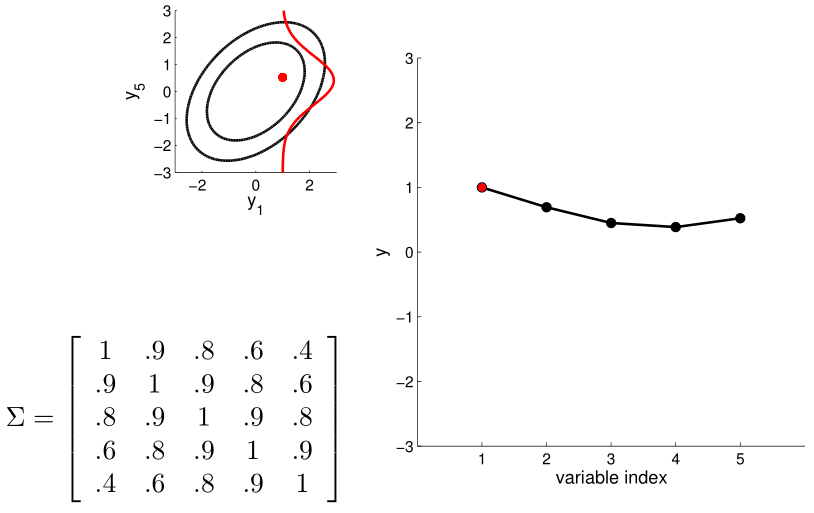 3
2
1
0
−1
−2
−3
y5
−2 0 2
y1
3
2
1
0
−1
−2
−3
y
1 2 3 4 5
variable index
Σ = [ 1 .9 .8 .6 .4
.9 1 .9 .8 .6
.8 .9 1 .9 .8
.6 .8 .9 1 .9
.4 .6 .8 .9 1 ]